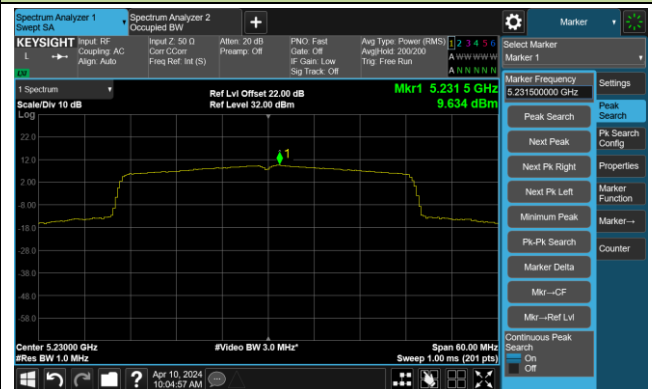 Spectrum Analyzer 1
Swept SA
Spectrum Analyzer 2
Occupied BW
+
Marker
KEYSIGHT
L
LXI
Input: RF
Coupling: AC
Align: Auto
Input Z: 50 Ω
Corr CCorr
Freq Ref: Int (S)
Atten: 20 dB
Preamp: Off
PNO: Fast
Gate: Off
IF Gain: Low
Sig Track: Off
Avg Type: Power (RMS)
Avg|Hold: 200/200
Trig: Free Run
1 2 3 4 5 6
A W W W W W
A N N N N N
Select Marker
Marker 1
1 Spectrum
Scale/Div 10 dB
Log
Ref Lvl Offset 22.00 dB
Ref Level 32.00 dBm
Mkr1 5.231 5 GHz
9.634 dBm
1
22.0
12.0
2.00
-8.00
-18.0
-28.0
-38.0
-48.0
-58.0
Center 5.23000 GHz
#Res BW 1.0 MHz
#Video BW 3.0 MHz*
Span 60.00 MHz
Sweep 1.00 ms (201 pts)
Marker Frequency
5.231500000 GHz
Peak Search
Next Peak
Next Pk Right
Next Pk Left
Minimum Peak
Pk-Pk Search
Marker Delta
Mkr→CF
Mkr→Ref Lvl
Continuous Peak
Search
On
Off
Settings
Peak
Search
Pk Search
Config
Properties
Marker
Function
Marker→
Counter
?
Apr 10, 2024
10:04:57 AM